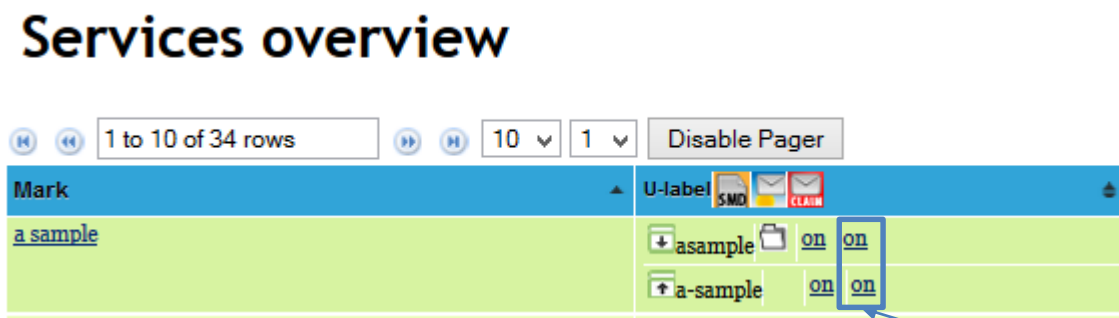 Services overview
1 to 10 of 34 rows 10 1 Disable Pager
Mark U-label SMD CLAIM
a sample asample on on
a-sample on on